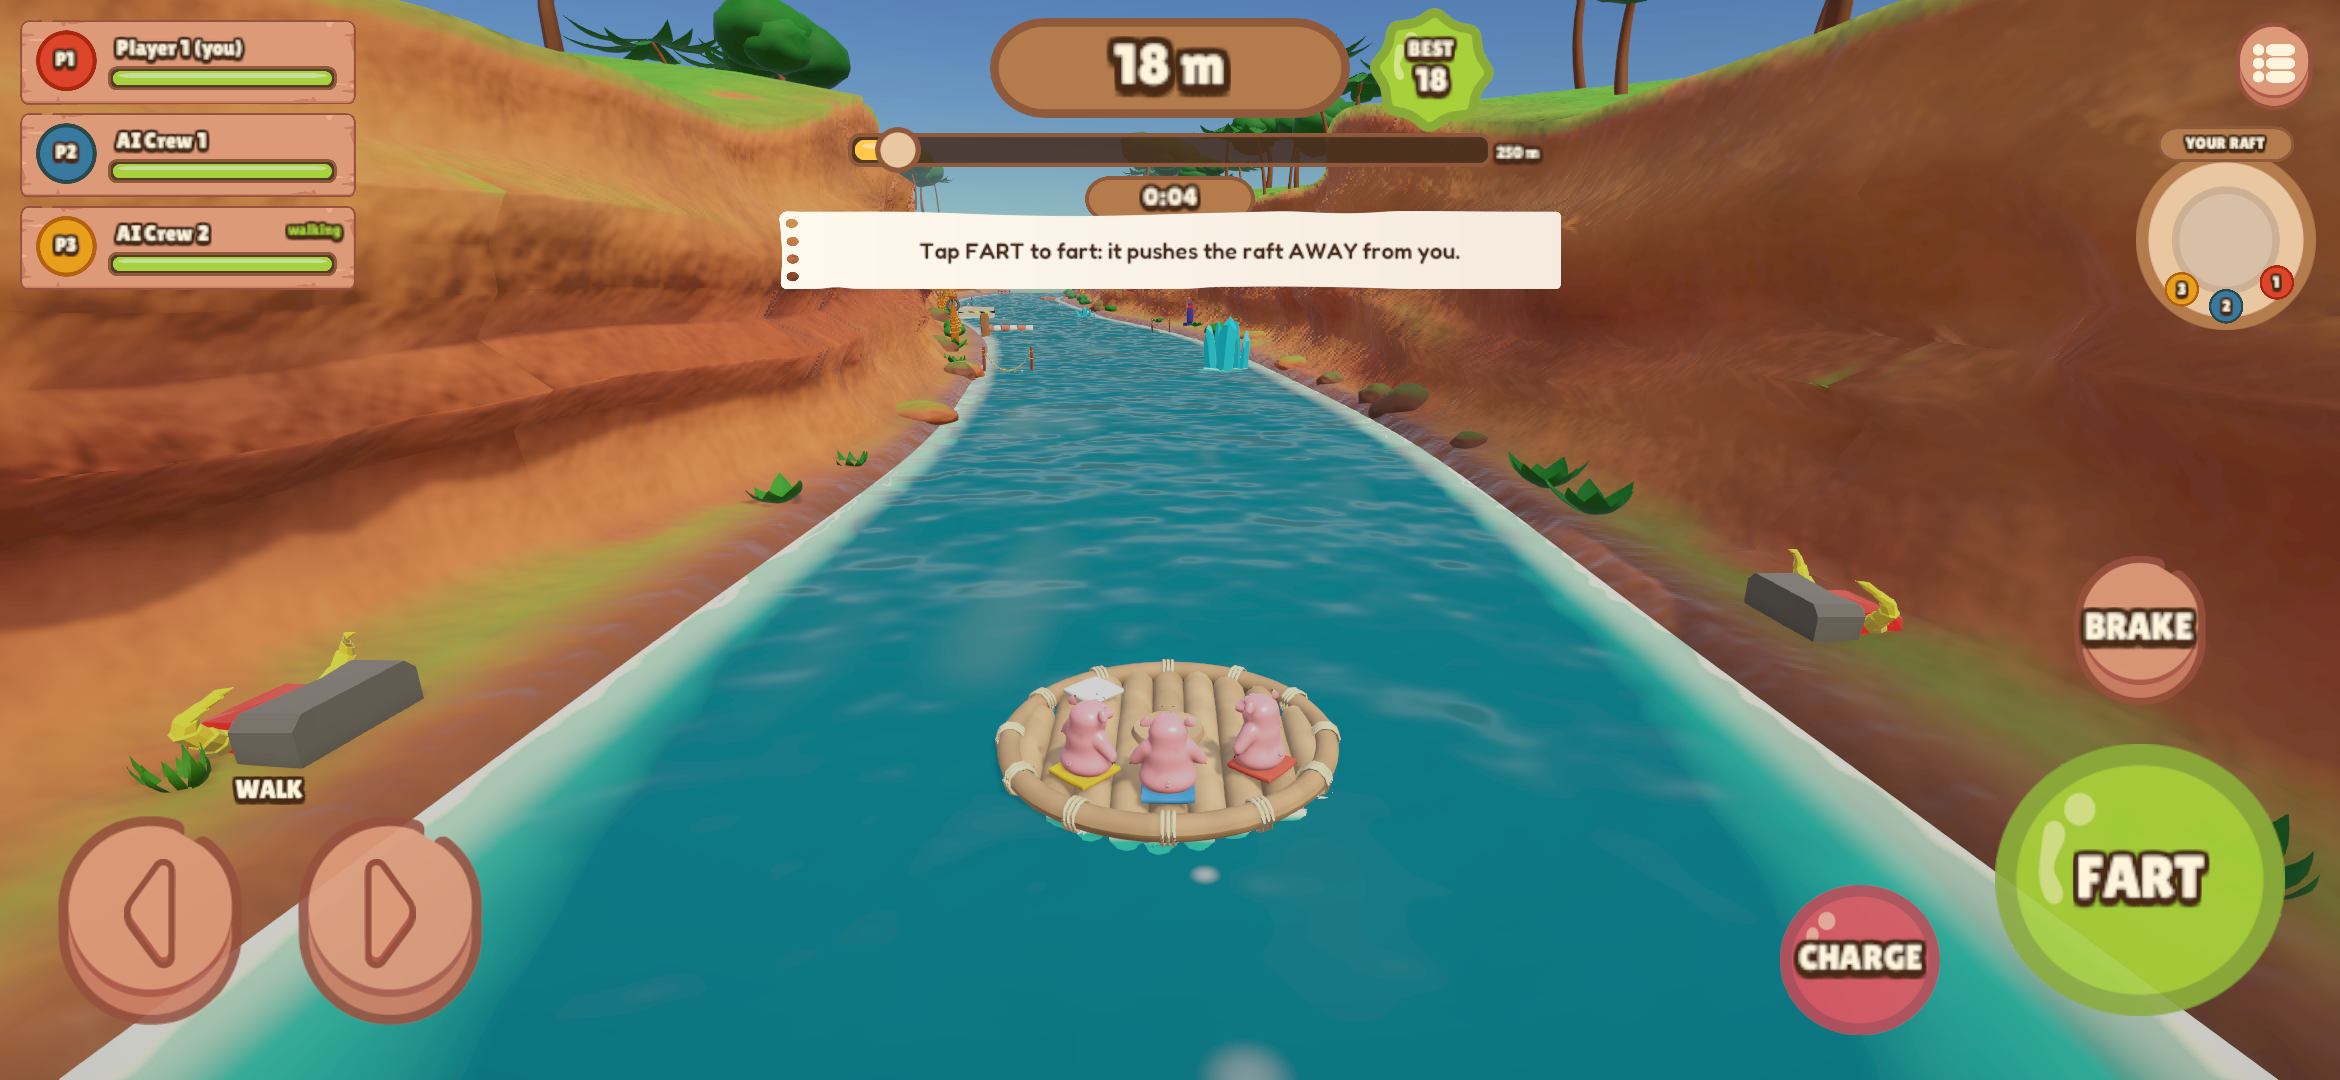 P1
Player 1 (you)
P2
AI Crew 1
P3
AI Crew 2
walking
18 m
BEST
18
250 m
0:04
Tap FART to fart: it pushes the raft AWAY from you.
YOUR RAFT
3
2
1
BRAKE
WALK
FART
CHARGE